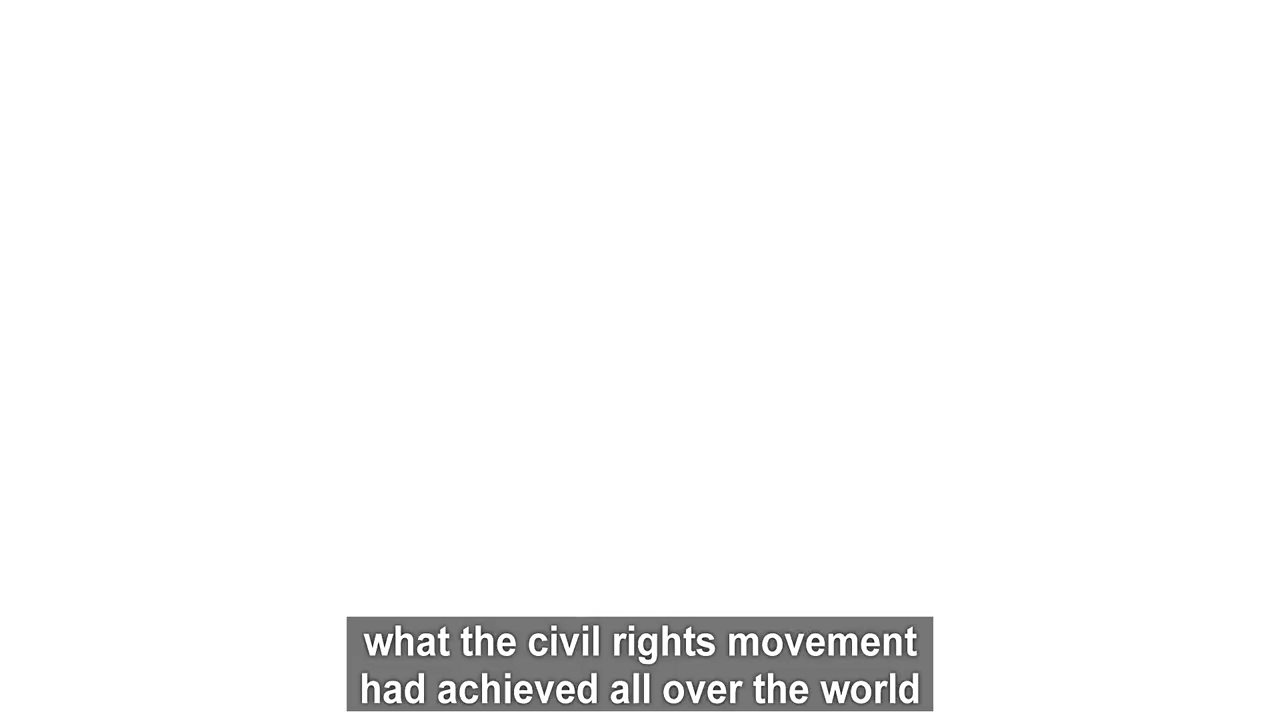 what the civil rights movement
had achieved all over the world